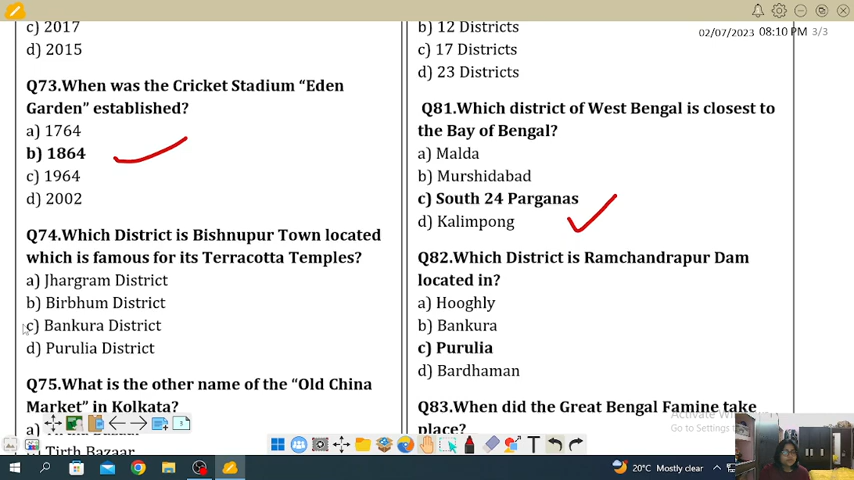 02/07/2023 08:10 PM 3/3
c) 2017
d) 2015
Q73.When was the Cricket Stadium “Eden
Garden” established?
a) 1764
b) 1864
c) 1964
d) 2002
Q74.Which District is Bishnupur Town located
which is famous for its Terracotta Temples?
a) Jhargram District
b) Birbhum District
c) Bankura District
d) Purulia District
Q75.What is the other name of the “Old China
Market” in Kolkata?
a)
Tirth Bazaar
b) 12 Districts
c) 17 Districts
d) 23 Districts
Q81.Which district of West Bengal is closest to
the Bay of Bengal?
a) Malda
b) Murshidabad
c) South 24 Parganas
d) Kalimpong
Q82.Which District is Ramchandrapur Dam
located in?
a) Hooghly
b) Bankura
c) Purulia
d) Bardhaman
Q83.When did the Great Bengal Famine take
place?
Activate
Go to Settings
20°C Mostly clear